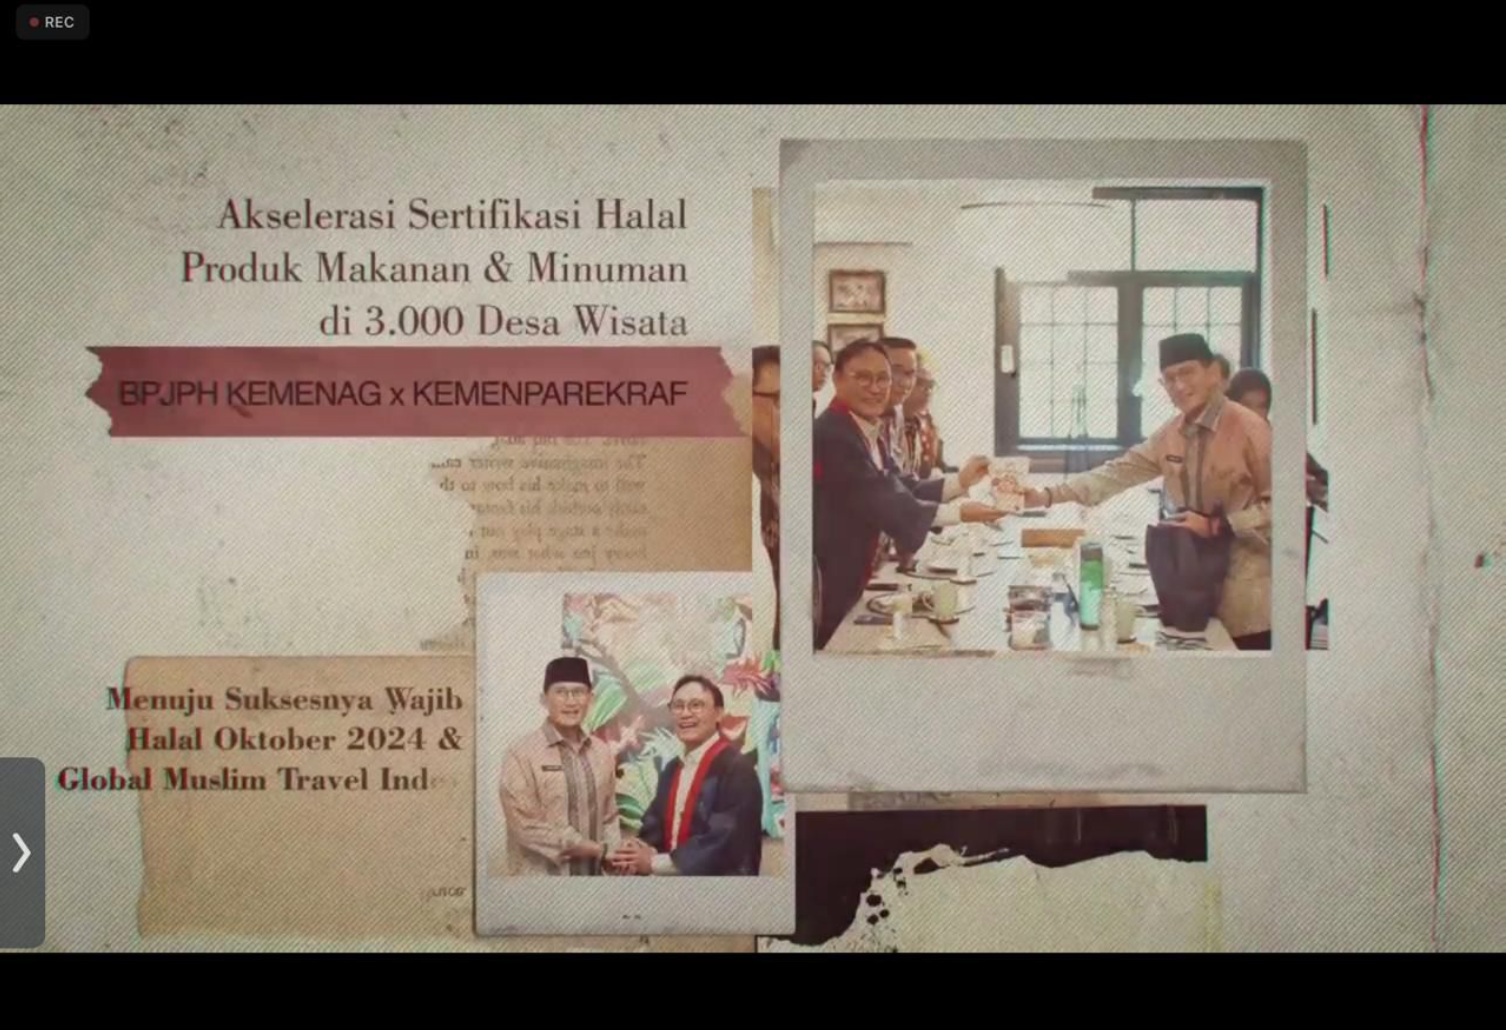 REC
Akselerasi Sertifikasi Halal
Produk Makanan & Minuman
di 3.000 Desa Wisata
BPJPH KEMENAG x KEMENPAREKRAF
Menuju Suksesnya Wajib
Halal Oktober 2024 &
Global Muslim Travel